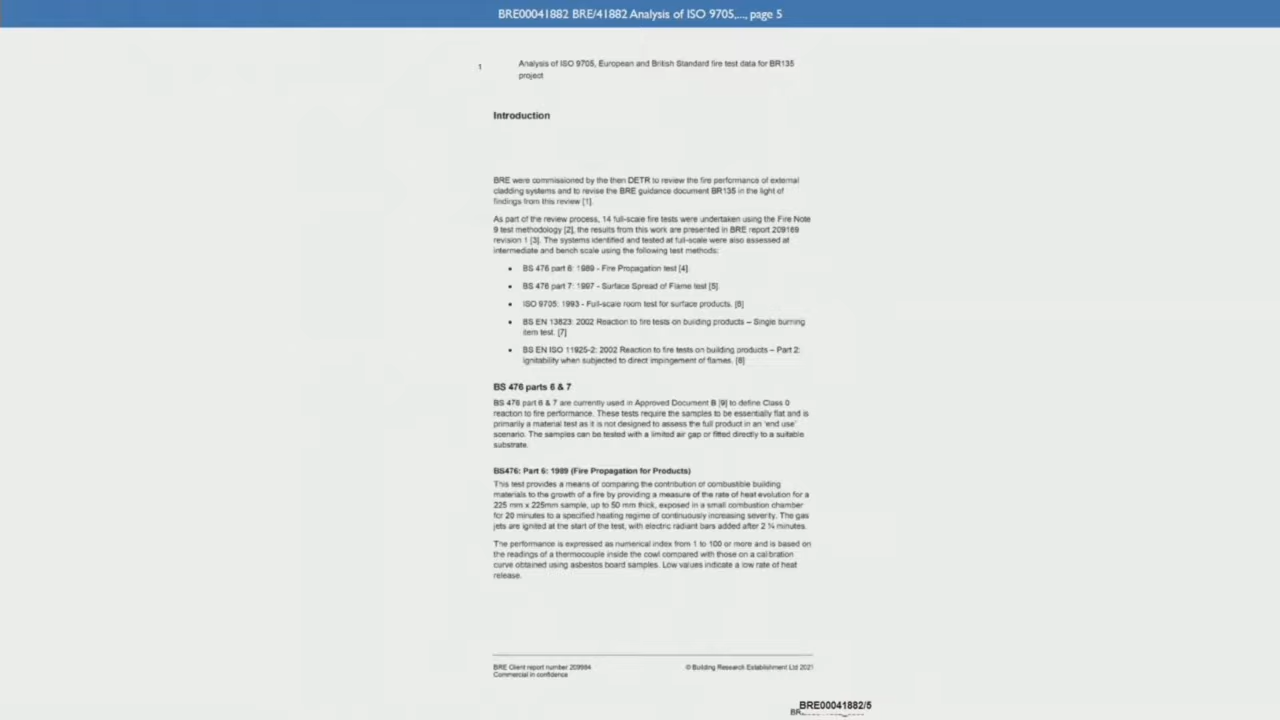 BRE00041882 BRE/41882 Analysis of ISO 9705,..., page 5
1
Analysis of ISO 9705, European and British Standard fire test data for BR135
project
Introduction
BRE were commissioned by the then DETR to review the fire performance of external
cladding systems and to revise the BRE guidance document BR135 in the light of
findings from this review [1].
As part of the review process, 14 full-scale fire tests were undertaken using the Fire Note
9 test methodology [2], the results from this work are presented in BRE report 209169
revision 1 [3]. The systems identified and tested at full-scale were also assessed at
intermediate and bench scale using the following test methods:
• BS 476 part 6: 1989 - Fire Propagation test [4]
• BS 476 part 7: 1997 - Surface Spread of Flame test [5].
• ISO 9705: 1993 - Full-scale room test for surface products. [6]
• BS EN 13823: 2002 Reaction to fire tests on building products – Single burning
item test. [7]
• BS EN ISO 11925-2: 2002 Reaction to fire tests on building products – Part 2:
ignitability when subjected to direct impingement of flames. [8]
BS 476 parts 6 & 7
BS 476 part 6 & 7 are currently used in Approved Document B [9] to define Class 0
reaction to fire performance. These tests require the samples to be essentially flat and is
primarily a material test as it is not designed to assess the full product in an 'end use'
scenario. The samples can be tested with a limited air gap or fitted directly to a suitable
substrate.
BS476: Part 6: 1989 (Fire Propagation for Products)
This test provides a means of comparing the contribution of combustible building
materials to the growth of a fire by providing a measure of the rate of heat evolution for a
225 mm x 225mm sample, up to 50 mm thick, exposed in a small combustion chamber
for 20 minutes to a specified heating regime of continuously increasing severity. The gas
jets are ignited at the start of the test, with electric radiant bars added after 2 ¾ minutes.
The performance is expressed as numerical index from 1 to 100 or more and is based on
the readings of a thermocouple inside the cowl compared with those on a calibration
curve obtained using asbestos board samples. Low values indicate a low rate of heat
release.
BRE Client report number 209994
Commercial in confidence
© Building Research Establishment Ltd
BRE00041882/5